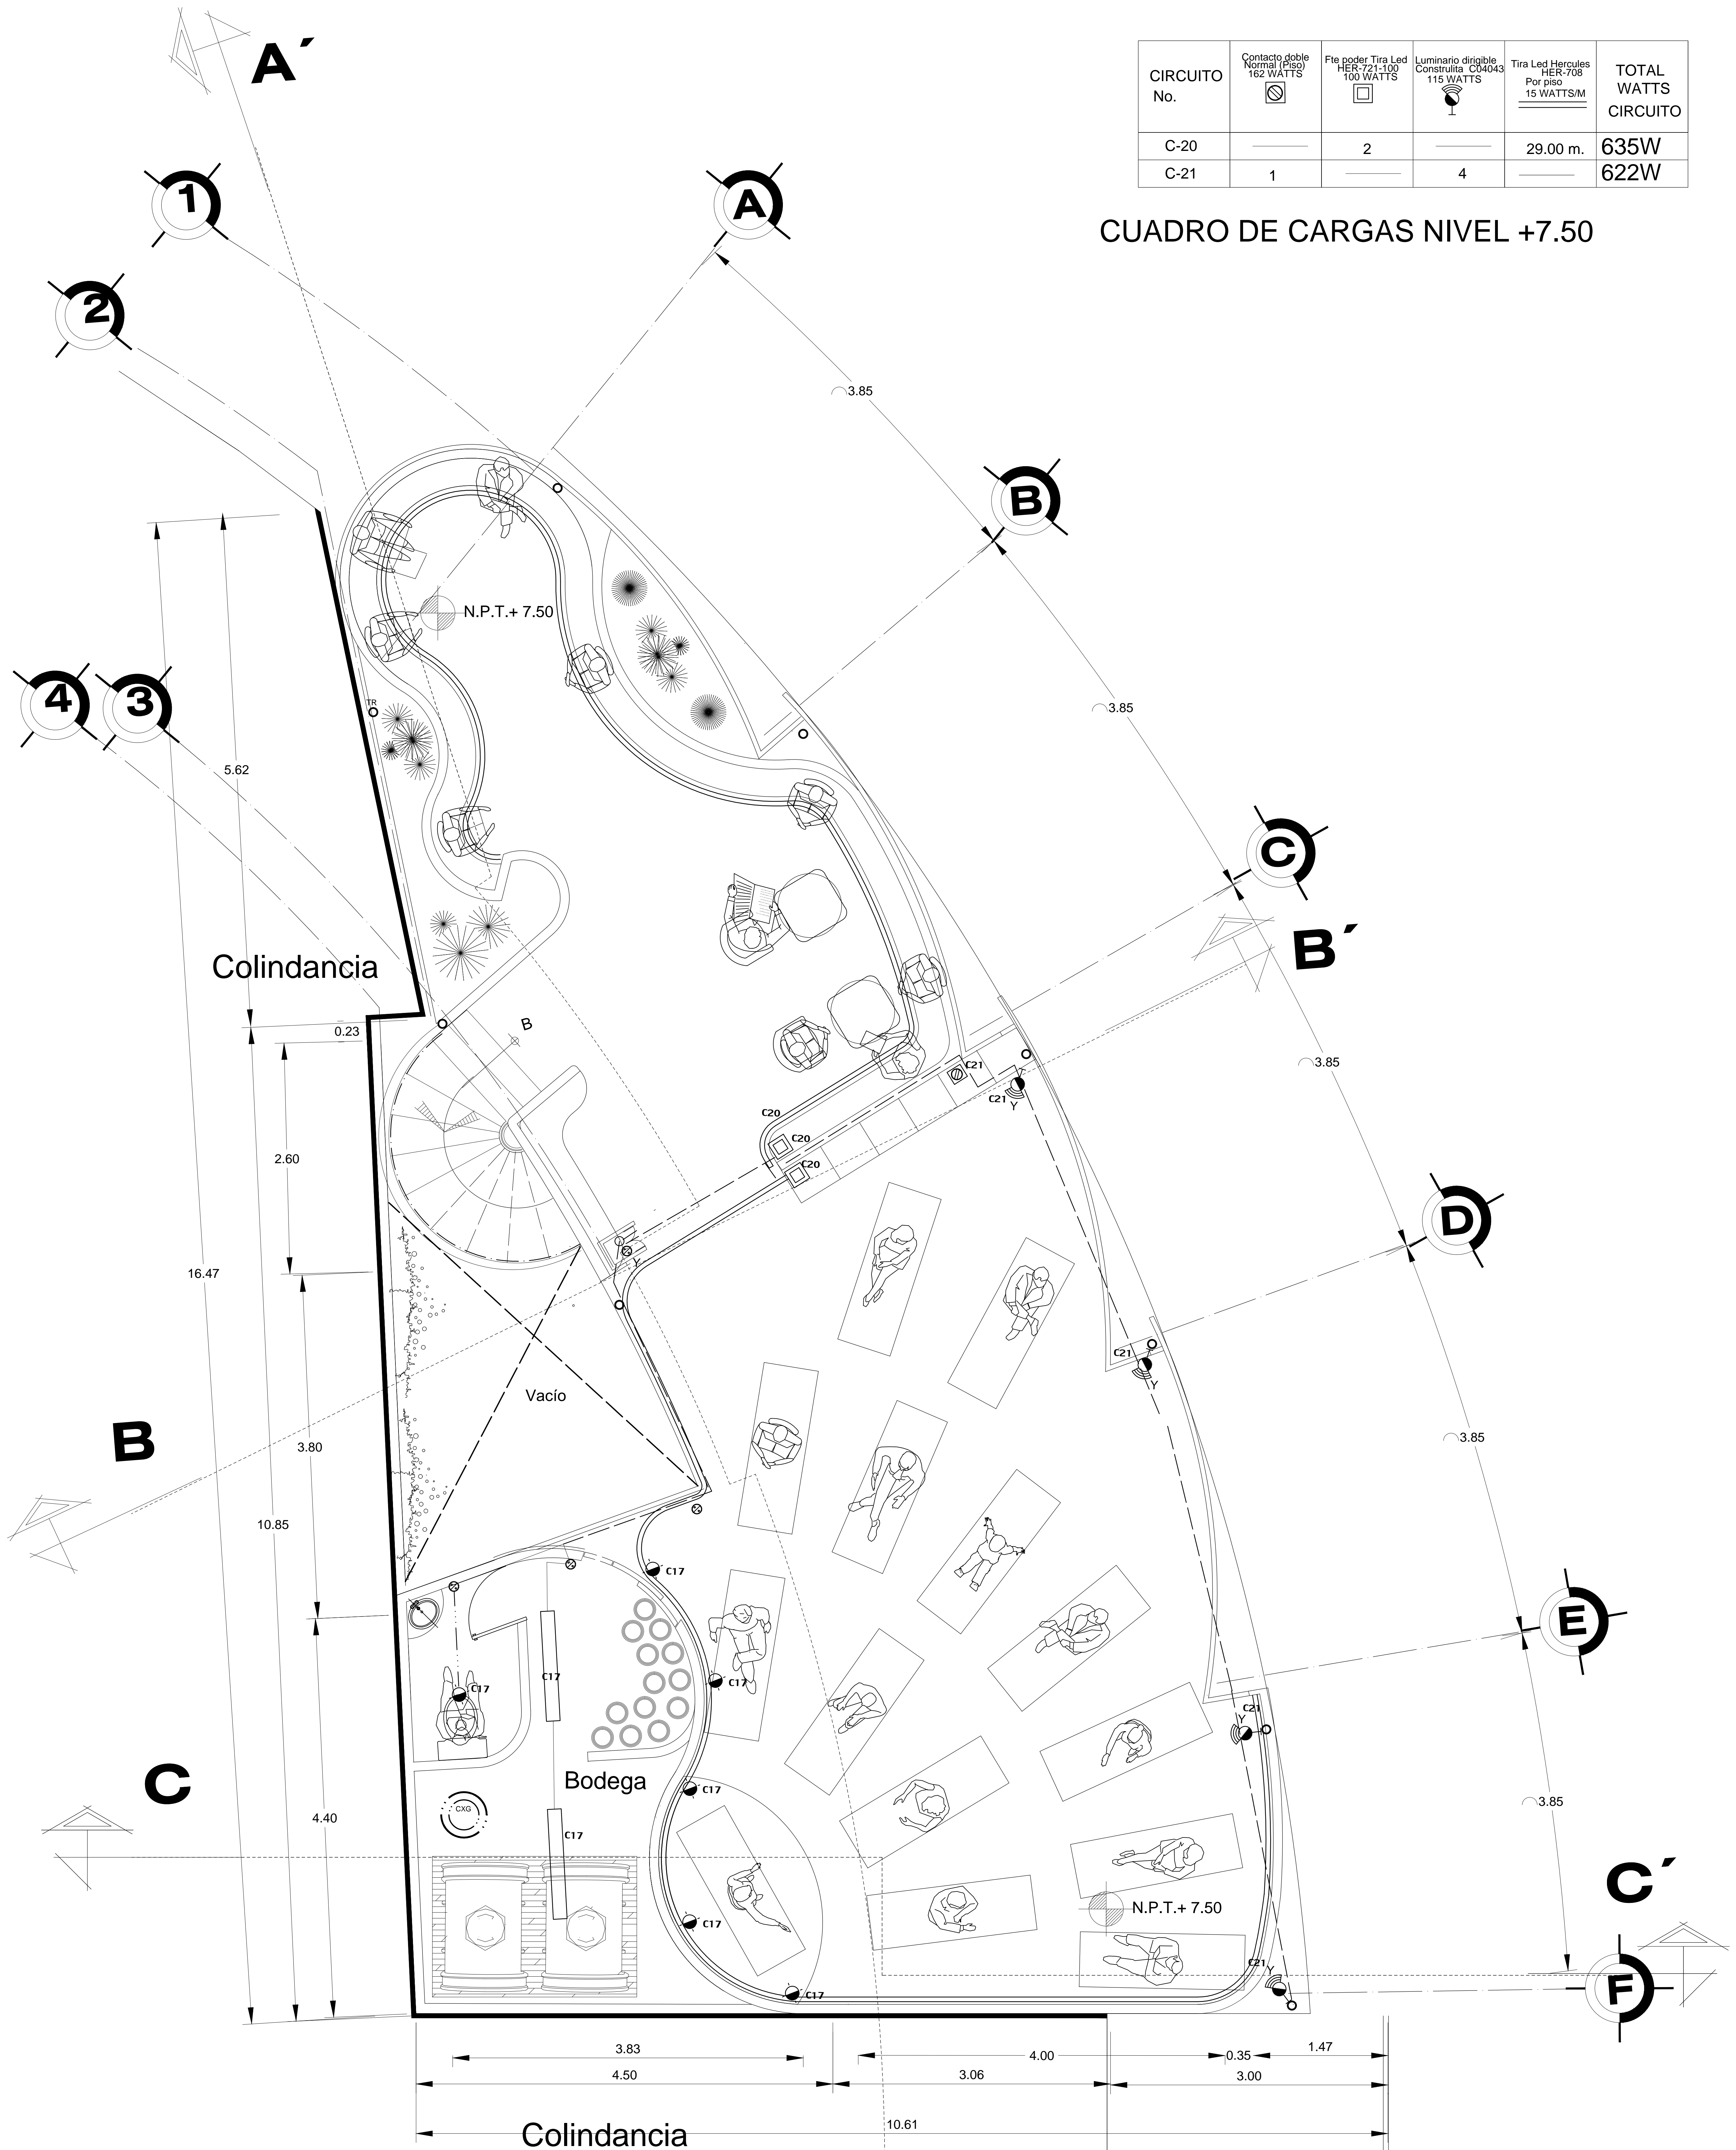 A´
CIRCUITO
No.
Contacto doble
Normal (Piso)
162 WATTS
Fte poder Tira Led
HER-721-100
100 WATTS
Luminario dirigible
Construlita C04043
115 WATTS
Tira Led Hercules
HER-708
Por piso
15 WATTS/M
TOTAL
WATTS
CIRCUITO
C-20 2 29.00 m. 635W
C-21 1 4 622W
CUADRO DE CARGAS NIVEL +7.50
1
A
2
3.85
B
N.P.T.+ 7.50
4
3
TR
3.85
5.62
C
B´
Colindancia
0.23
B
3.85
C21
C21
Y
C20
C20
C20
2.60
D
Y
16.47
C21
Y
Vacío
B
3.80
3.85
10.85
C17
E
C17
C17
C17
C21
Y
C
Bodega
C17
CXG
4.40
C17
3.85
C´
N.P.T.+ 7.50
C17
C21
Y
C17
F
3.83
4.00
0.35
1.47
4.50
3.06
3.00
10.61
Colindancia